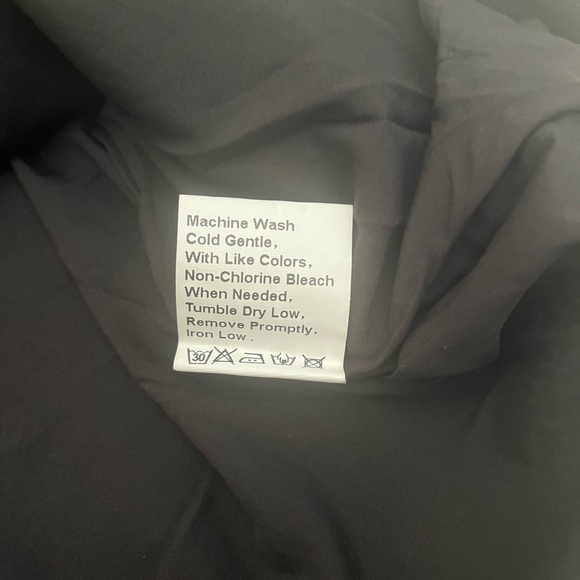 Machine Wash
Cold Gentle,
With Like Colors,
Non-Chlorine Bleach
When Needed,
Tumble Dry Low,
Remove Promptly.
Iron Low.
30